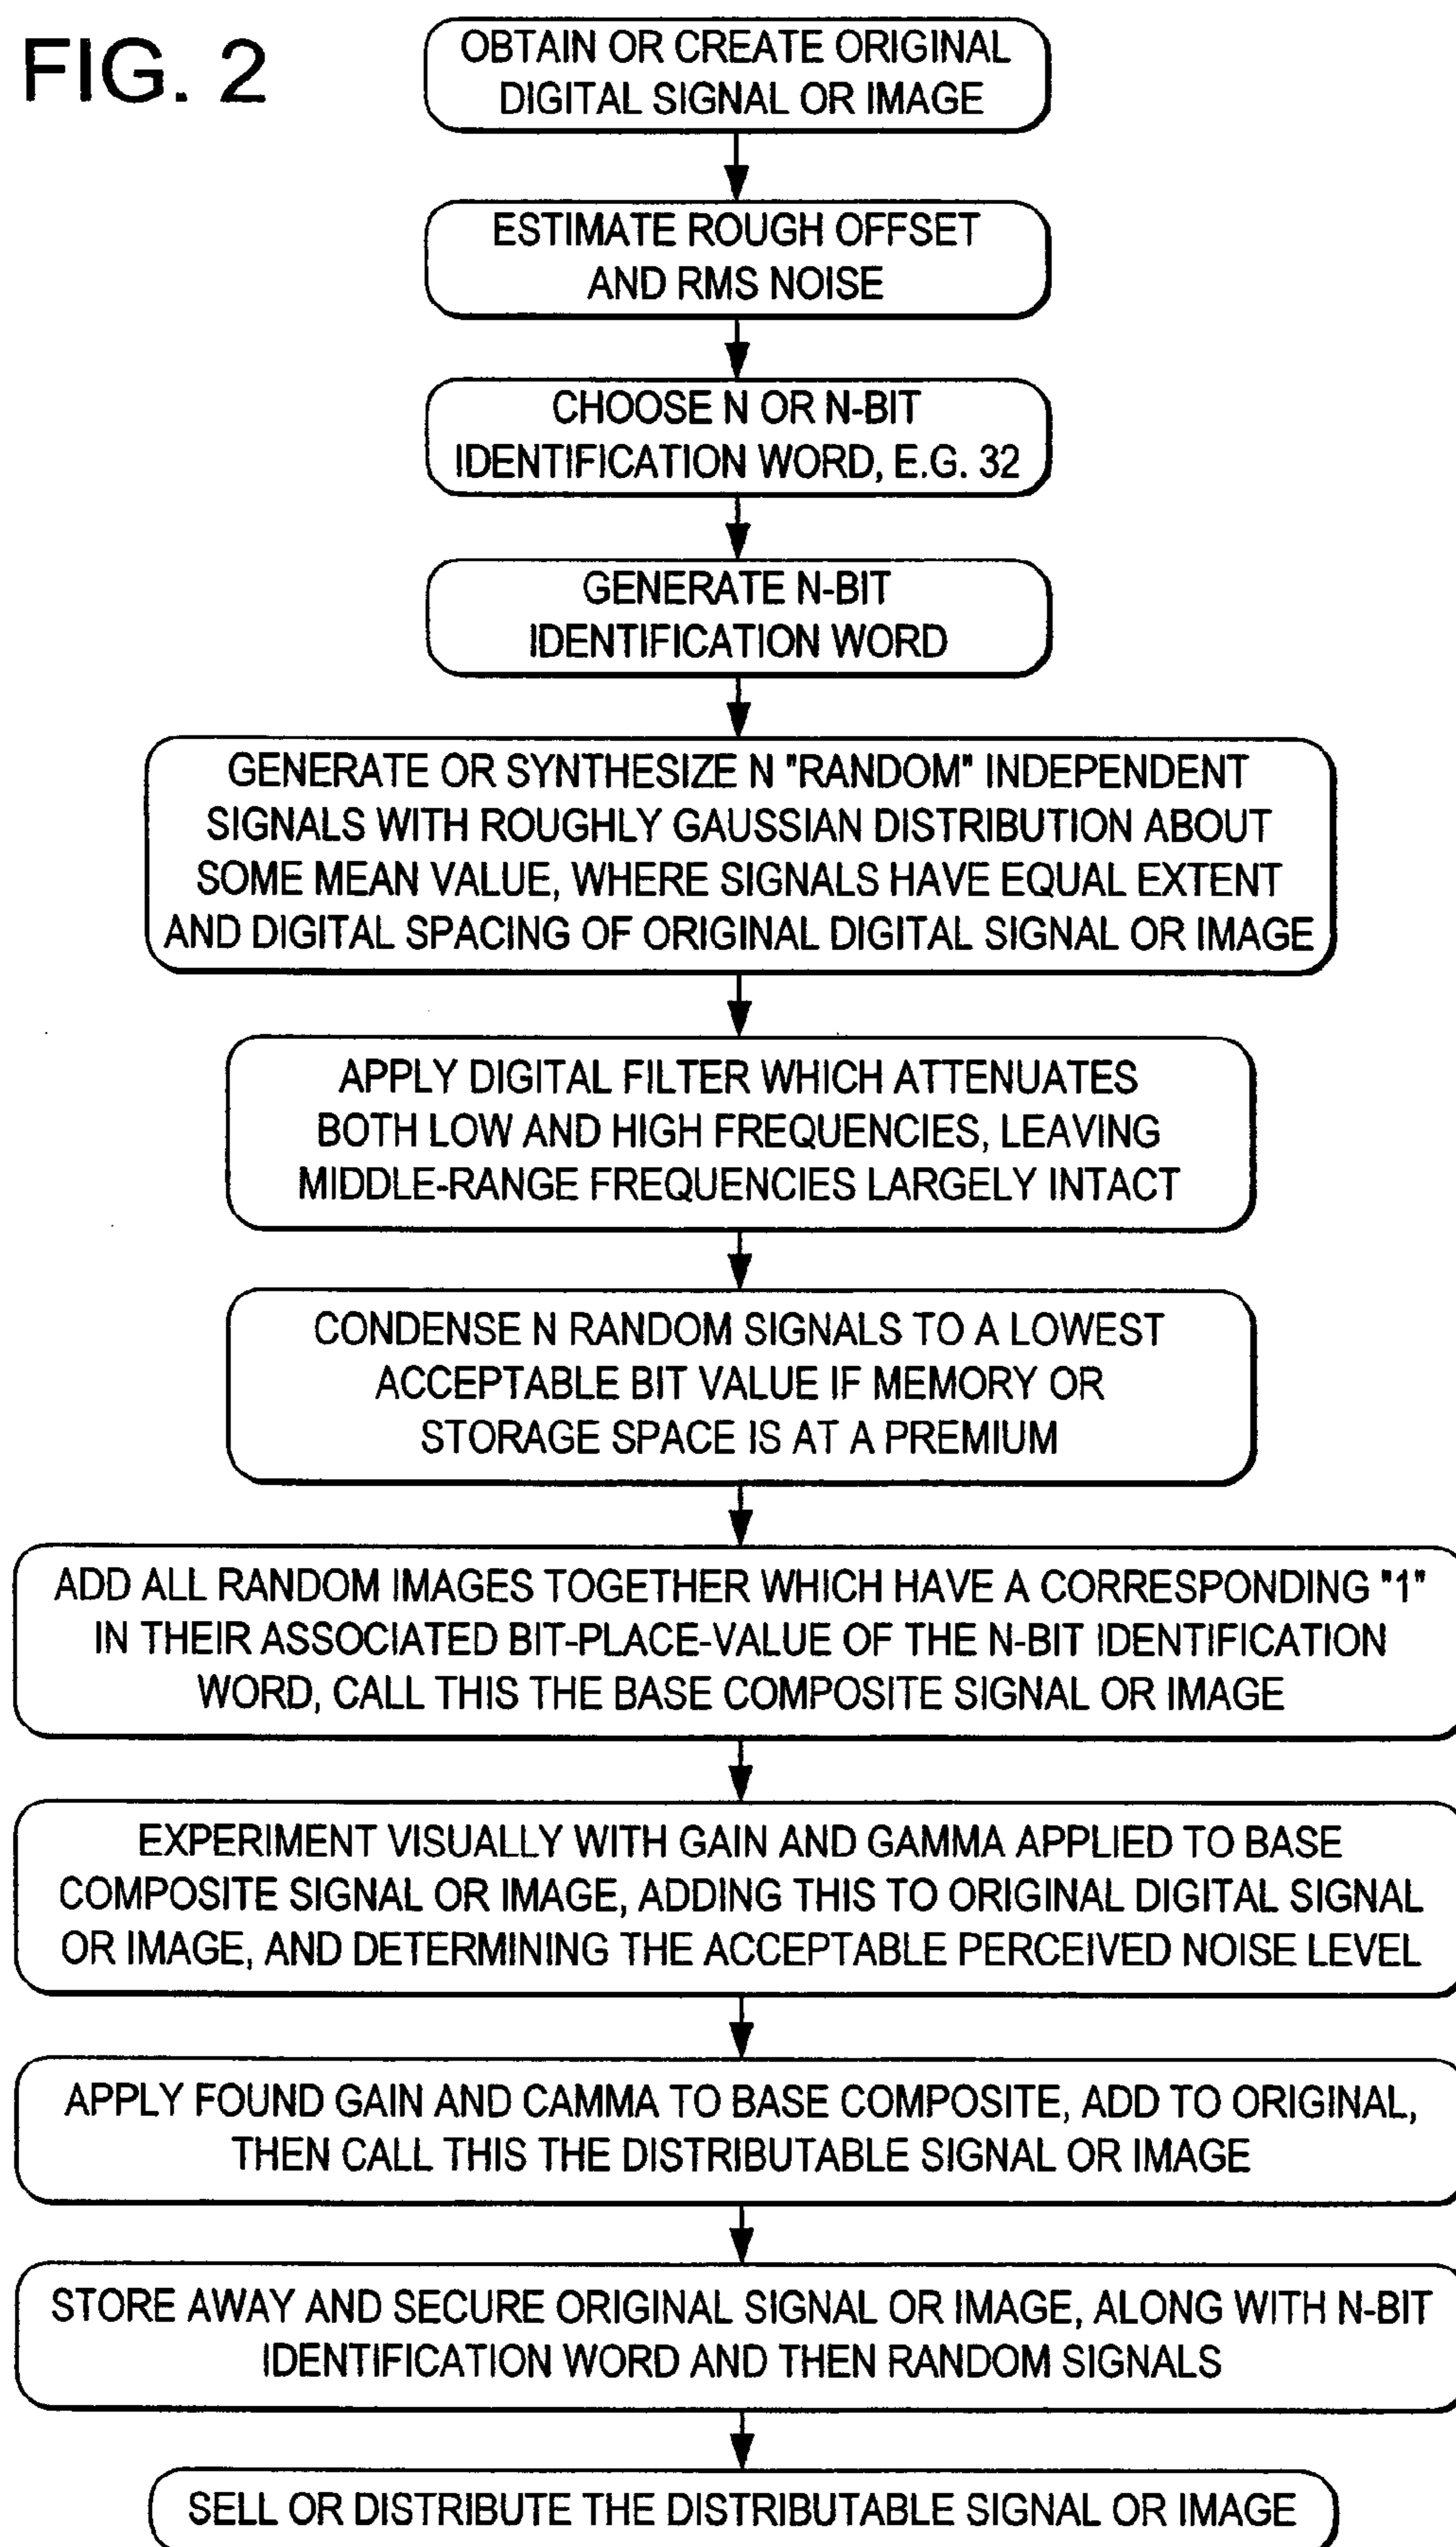 FIG. 2
OBTAIN OR CREATE ORIGINAL
DIGITAL SIGNAL OR IMAGE
ESTIMATE ROUGH OFFSET
AND RMS NOISE
CHOOSE N OR N-BIT
IDENTIFICATION WORD, E.G. 32
GENERATE N-BIT
IDENTIFICATION WORD
GENERATE OR SYNTHESIZE N "RANDOM" INDEPENDENT
SIGNALS WITH ROUGHLY GAUSSIAN DISTRIBUTION ABOUT
SOME MEAN VALUE, WHERE SIGNALS HAVE EQUAL EXTENT
AND DIGITAL SPACING OF ORIGINAL DIGITAL SIGNAL OR IMAGE
APPLY DIGITAL FILTER WHICH ATTENUATES
BOTH LOW AND HIGH FREQUENCIES, LEAVING
MIDDLE-RANGE FREQUENCIES LARGELY INTACT
CONDENSE N RANDOM SIGNALS TO A LOWEST
ACCEPTABLE BIT VALUE IF MEMORY OR
STORAGE SPACE IS AT A PREMIUM
ADD ALL RANDOM IMAGES TOGETHER WHICH HAVE A CORRESPONDING "1"
IN THEIR ASSOCIATED BIT-PLACE-VALUE OF THE N-BIT IDENTIFICATION
WORD, CALL THIS THE BASE COMPOSITE SIGNAL OR IMAGE
EXPERIMENT VISUALLY WITH GAIN AND GAMMA APPLIED TO BASE
COMPOSITE SIGNAL OR IMAGE, ADDING THIS TO ORIGINAL DIGITAL SIGNAL
OR IMAGE, AND DETERMINING THE ACCEPTABLE PERCEIVED NOISE LEVEL
APPLY FOUND GAIN AND CAMMA TO BASE COMPOSITE, ADD TO ORIGINAL,
THEN CALL THIS THE DISTRIBUTABLE SIGNAL OR IMAGE
STORE AWAY AND SECURE ORIGINAL SIGNAL OR IMAGE, ALONG WITH N-BIT
IDENTIFICATION WORD AND THEN RANDOM SIGNALS
SELL OR DISTRIBUTE THE DISTRIBUTABLE SIGNAL OR IMAGE